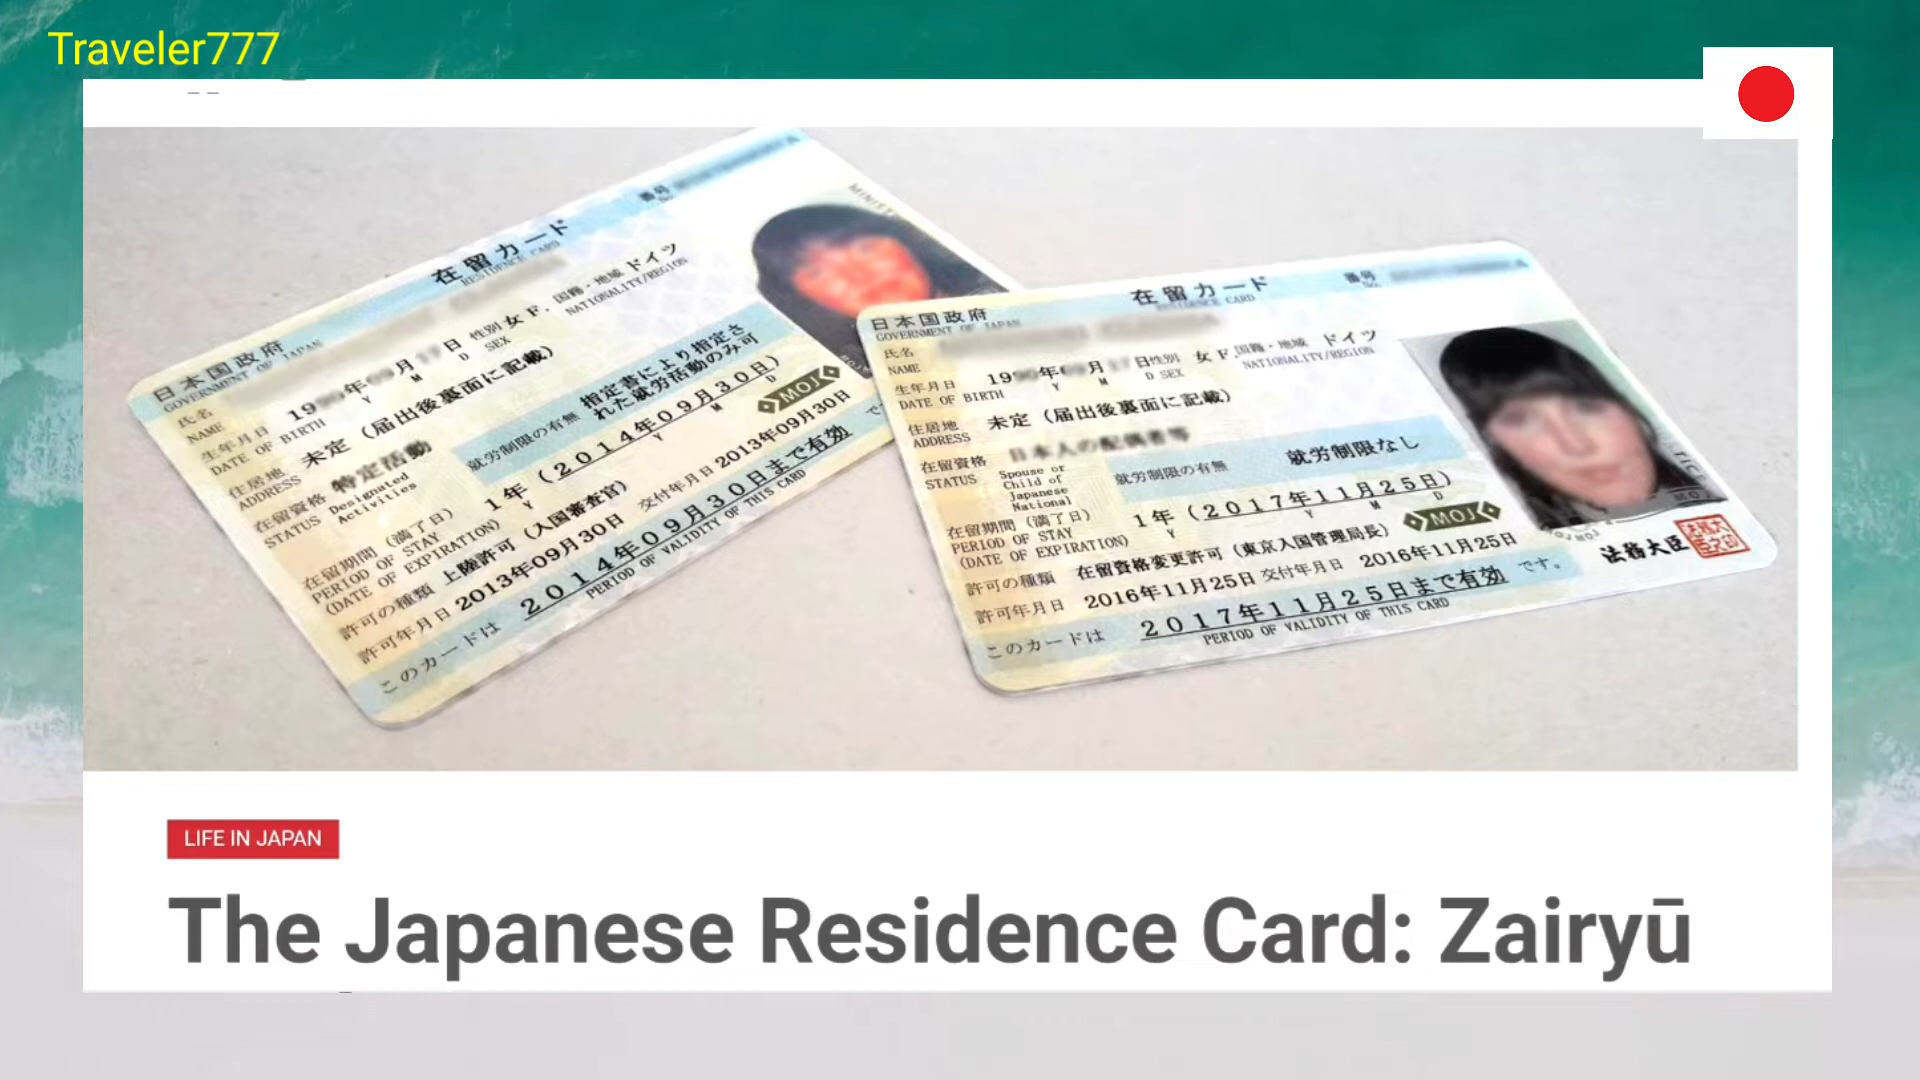 Traveler777
在留カード
RESIDENCE CARD
番号
NO.
日本国政府
GOVERNMENT OF JAPAN
MINIST
氏名
NAME
生年月日 19 年 月 日 性別 女 F. 国籍・地域 ドイツ
DATE OF BIRTH Y M D SEX NATIONALITY/REGION
住居地 未定（届出後裏面に記載）
ADDRESS
在留資格 特定活動
STATUS Designated Activities
就労制限の有無 指定書により指定さ
れた就労活動のみ可
在留期間（満了日） 1年（2014年09月30日）
PERIOD OF STAY Y M D
(DATE OF EXPIRATION)
MOJ
許可の種類 上陸許可（入国審査官）
許可年月日 2013年09月30日 交付年月日 2013年09月30日
このカードは 2014年09月30日まで有効 で
PERIOD OF VALIDITY OF THIS CARD
在留カード
RESIDENCE CARD
番号
NO.
日本国政府
GOVERNMENT OF JAPAN
氏名
NAME
生年月日 19 年 月 日 性別 女 F. 国籍・地域 ドイツ
DATE OF BIRTH Y M D SEX NATIONALITY/REGION
住居地 未定（届出後裏面に記載）
ADDRESS
在留資格 日本人の配偶者等
STATUS Spouse or
Child of
Japanese
National
就労制限の有無 就労制限なし
在留期間（満了日） 1年（2017年11月25日）
PERIOD OF STAY Y M D
(DATE OF EXPIRATION)
MOJ
許可の種類 在留資格変更許可（東京入国管理局長）
許可年月日 2016年11月25日 交付年月日 2016年11月25日
このカードは 2017年11月25日まで有効 です。
PERIOD OF VALIDITY OF THIS CARD
法務大臣
LIFE IN JAPAN
The Japanese Residence Card: Zairyū